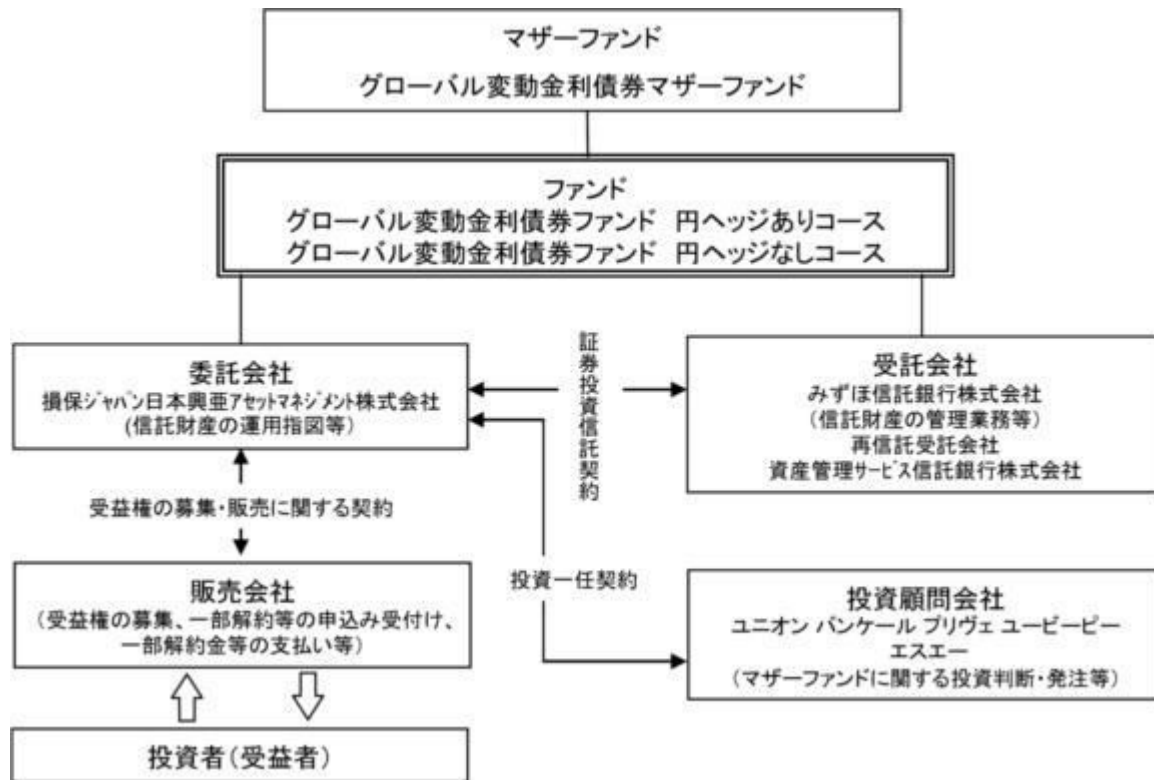 マザーファンド
グローバル変動金利債券マザーファンド
ファンド
グローバル変動金利債券ファンド　円ヘッジありコース
グローバル変動金利債券ファンド　円ヘッジなしコース
委託会社
損保ｼﾞｬﾊﾟﾝ日本興亜ｱｾｯﾄﾏﾈｼﾞﾒﾝﾄ株式会社
(信託財産の運用指図等)
証券投資信託契約
受託会社
みずほ信託銀行株式会社
(信託財産の管理業務等)
再信託受託会社
資産管理ｻｰﾋﾞｽ信託銀行株式会社
受益権の募集・販売に関する契約
販売会社
(受益権の募集、一部解約等の申込み受付け、
一部解約金等の支払い等)
投資一任契約
投資顧問会社
ユニオン バンケール プリヴェ ユービーピー
エスエー
(マザーファンドに関する投資判断・発注等)
投資者(受益者)